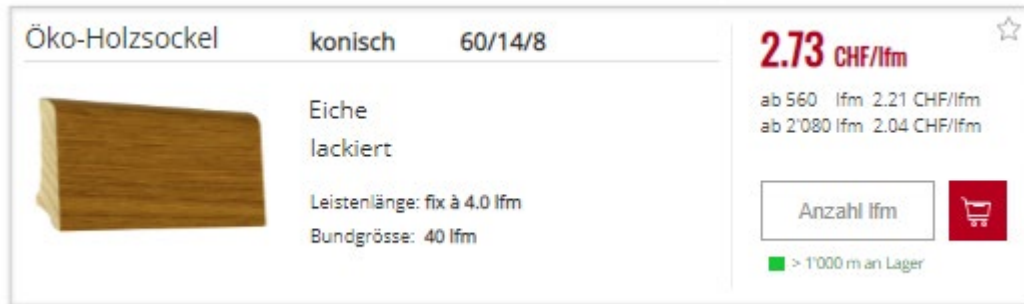 Öko-Holzsockel konisch 60/14/8
Eiche
lackiert
Leistenlänge: fix à 4.0 lfm
Bundgrösse: 40 lfm
2.73 CHF/lfm
ab 560 lfm 2.21 CHF/lfm
ab 2'080 lfm 2.04 CHF/lfm
Anzahl lfm
> 1'000 m an Lager